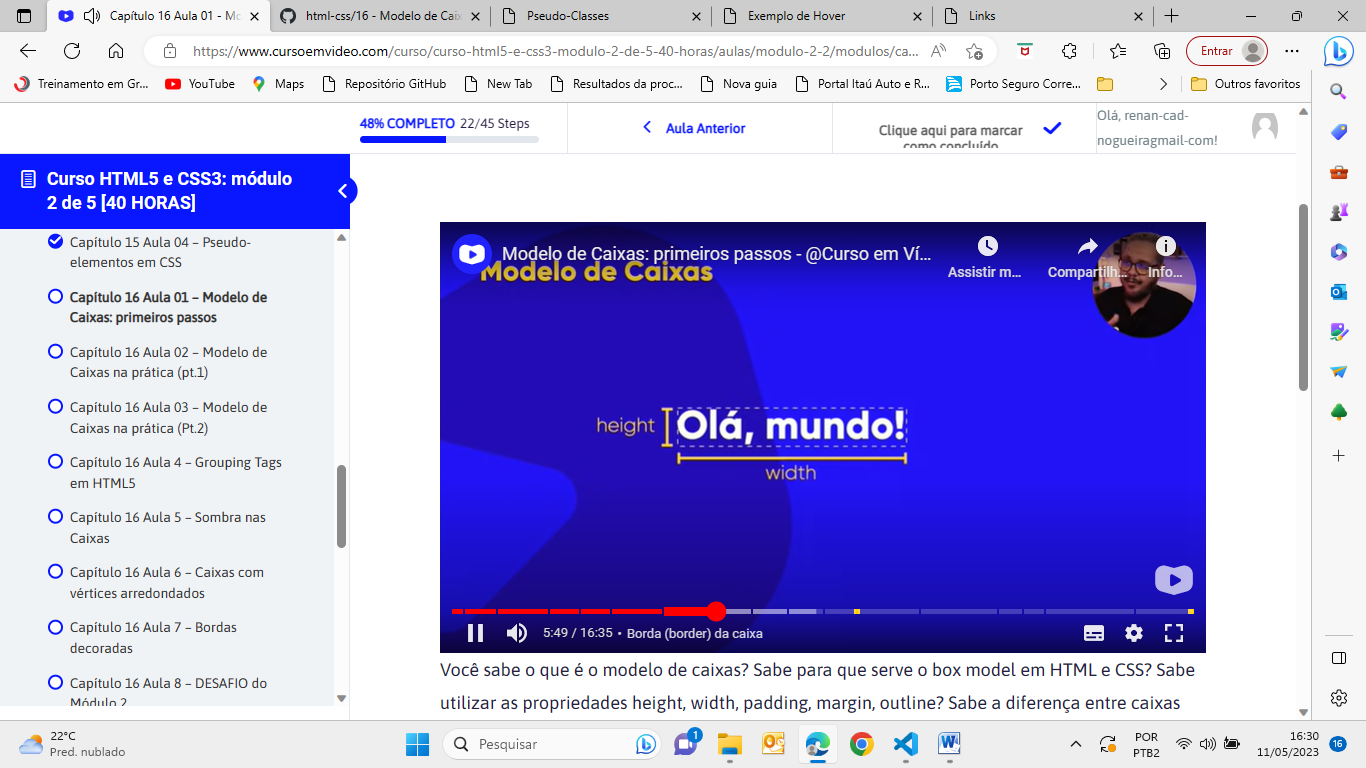 Capítulo 16 Aula 01 - Mo
html-css/16 - Modelo de Caix
Pseudo-Classes
Exemplo de Hover
Links
https://www.cursoemvideo.com/curso/curso-html5-e-css3-modulo-2-de-5-40-horas/aulas/modulo-2-2/modulos/ca...
Entrar
Treinamento em Gr...
YouTube
Maps
Repositório GitHub
New Tab
Resultados da proc...
Nova guia
Portal Itaú Auto e R...
Porto Seguro Corre...
Outros favoritos
48% COMPLETO 22/45 Steps
Aula Anterior
Clique aqui para marcar
como concluído
Olá, renan-cad-
nogueiragmail-com!
Curso HTML5 e CSS3: módulo
2 de 5 [40 HORAS]
Capítulo 15 Aula 04 – Pseudo-
elementos em CSS
Capítulo 16 Aula 01 – Modelo de
Caixas: primeiros passos
Capítulo 16 Aula 02 – Modelo de
Caixas na prática (pt.1)
Capítulo 16 Aula 03 – Modelo de
Caixas na prática (Pt.2)
Capítulo 16 Aula 4 – Grouping Tags
em HTML5
Capítulo 16 Aula 5 – Sombra nas
Caixas
Capítulo 16 Aula 6 – Caixas com
vértices arredondados
Capítulo 16 Aula 7 – Bordas
decoradas
Capítulo 16 Aula 8 – DESAFIO do
Módulo 2
Modelo de Caixas: primeiros passos - @Curso em Ví...
Assistir m...
Compartilh...
Info...
Modelo de Caixas
height
Olá, mundo!
width
5:49 / 16:35 • Borda (border) da caixa
Você sabe o que é o modelo de caixas? Sabe para que serve o box model em HTML e CSS? Sabe
utilizar as propriedades height, width, padding, margin, outline? Sabe a diferença entre caixas
22°C
Pred. nublado
Pesquisar
1
POR
PTB2
16:30
11/05/2023
16